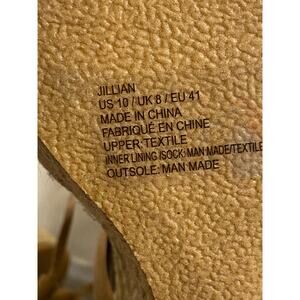 JILLIAN
US 10 / UK 8 / EU 41
MADE IN CHINA
FABRIQUÉ EN CHINE
UPPER: TEXTILE
INNER LINING /SOCK: MAN MADE/TEXTILE
OUTSOLE: MAN MADE